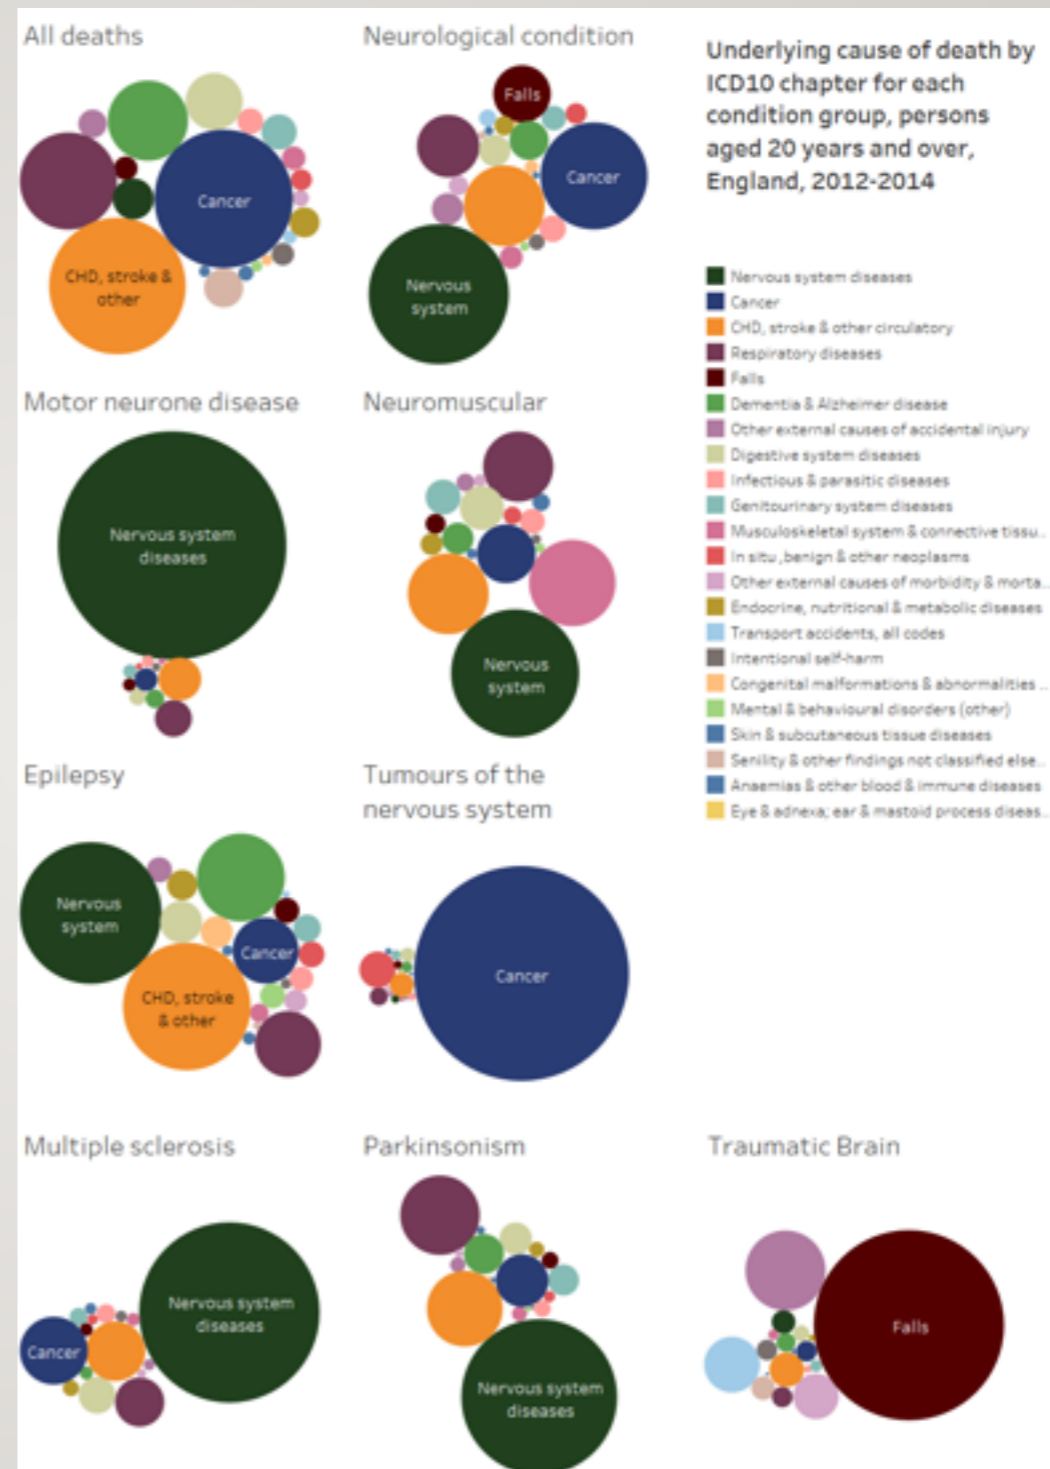 All deaths
Cancer
CHD, stroke &
other
Neurological condition
Falls
Cancer
Nervous
system
Underlying cause of death by
ICD10 chapter for each
condition group, persons
aged 20 years and over,
England, 2012-2014
Nervous system diseases
Cancer
CHD, stroke & other circulatory
Respiratory diseases
Falls
Dementia & Alzheimer disease
Other external causes of accidental injury
Digestive system diseases
Infectious & parasitic diseases
Genitourinary system diseases
Musculoskeletal system & connective tissu..
In situ ,benign & other neoplasms
Other external causes of morbidity & morta..
Endocrine, nutritional & metabolic diseases
Transport accidents, all codes
Intentional self-harm
Congenital malformations & abnormalities ..
Mental & behavioural disorders (other)
Skin & subcutaneous tissue diseases
Senility & other findings not classified else..
Anaemias & other blood & immune diseases
Eye & adnexa; ear & mastoid process diseas..
Motor neurone disease
Nervous system
diseases
Neuromuscular
Nervous
system
Epilepsy
Nervous
system
Cancer
CHD, stroke
& other
Tumours of the
nervous system
Cancer
Multiple sclerosis
Nervous system
diseases
Cancer
Parkinsonism
Nervous system
diseases
Traumatic Brain
Falls